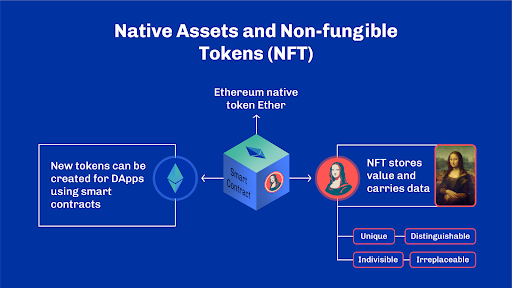 Native Assets and Non-fungible
Tokens (NFT)
Ethereum native
token Ether
New tokens can be
created for DApps
using smart
contracts
Smart
Contract
NFT stores
value and
carries data
Unique
Distinguishable
Indivisible
Irreplaceable